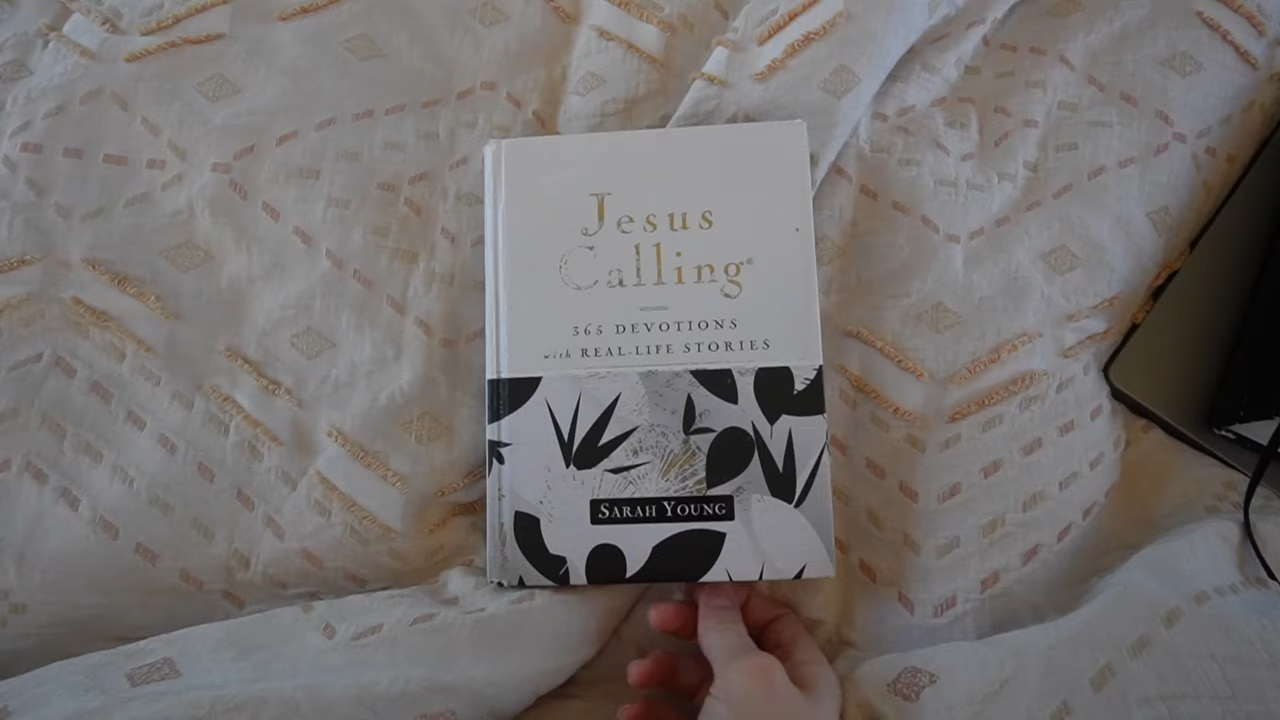 Jesus
Calling®
365 DEVOTIONS
with REAL-LIFE STORIES
SARAH YOUNG